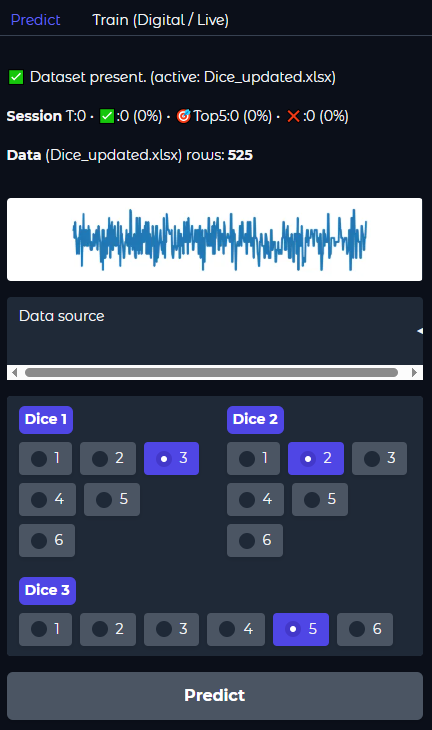 Predict Train (Digital / Live)
✅ Dataset present. (active: Dice_updated.xlsx)
Session T:0 · ✅:0 (0%) · 🎯Top5:0 (0%) · ❌:0 (0%)
Data (Dice_updated.xlsx) rows: 525
Data source
Dice 1
1 2 3
4 5
6
Dice 2
1 2 3
4 5
6
Dice 3
1 2 3 4 5 6
Predict